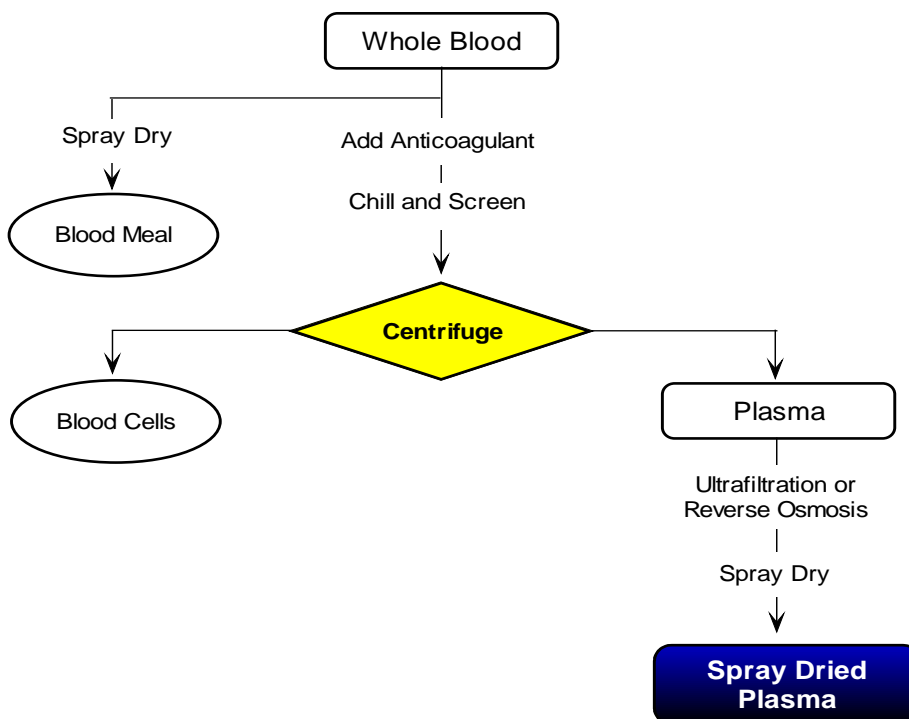 Whole Blood
Spray Dry
Add Anticoagulant
Chill and Screen
Blood Meal
Centrifuge
Blood Cells
Plasma
Ultrafiltration or
Reverse Osmosis
Spray Dry
Spray Dried
Plasma